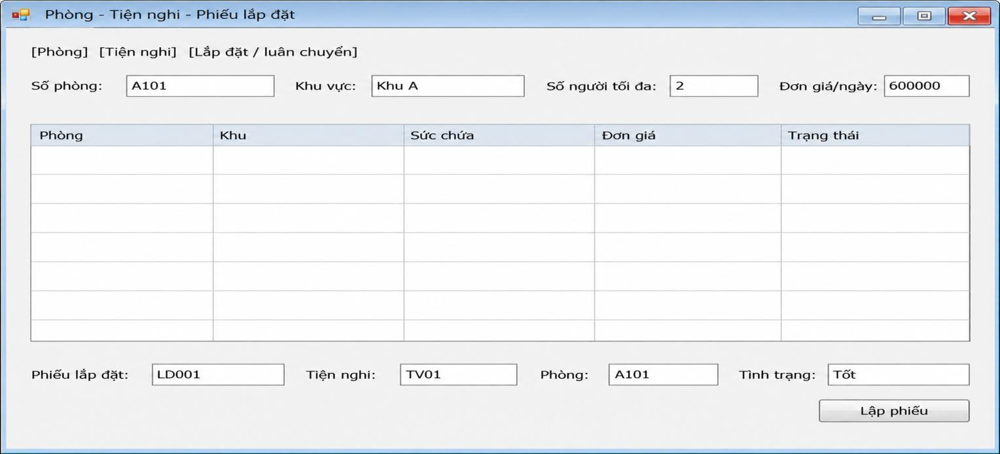 Phòng - Tiện nghi - Phiếu lắp đặt
[Phòng] [Tiện nghi] [Lắp đặt / luân chuyển]
Số phòng: A101 Khu vực: Khu A Số người tối đa: 2 Đơn giá/ngày: 600000
Phòng Khu Sức chứa Đơn giá Trạng thái
Phiếu lắp đặt: LD001 Tiện nghi: TV01 Phòng: A101 Tình trạng: Tốt
Lập phiếu